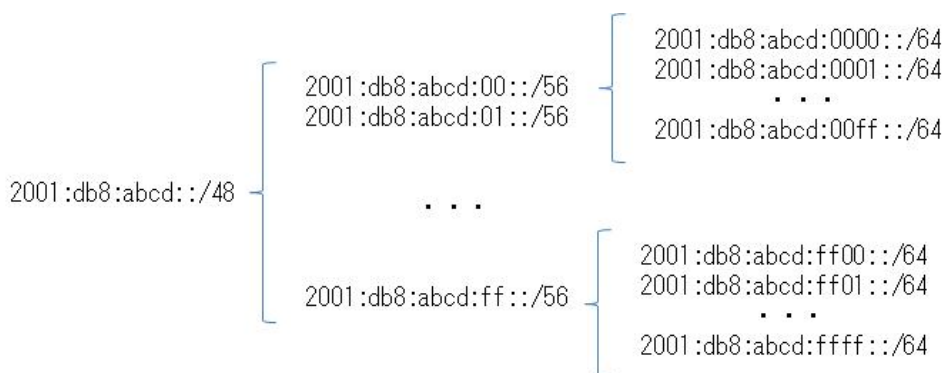 2001:db8:abcd::/48
2001:db8:abcd:00::/56
2001:db8:abcd:01::/56
・・・
2001:db8:abcd:ff::/56
2001:db8:abcd:0000::/64
2001:db8:abcd:0001::/64
・・・
2001:db8:abcd:00ff::/64
2001:db8:abcd:ff00::/64
2001:db8:abcd:ff01::/64
・・・
2001:db8:abcd:ffff::/64